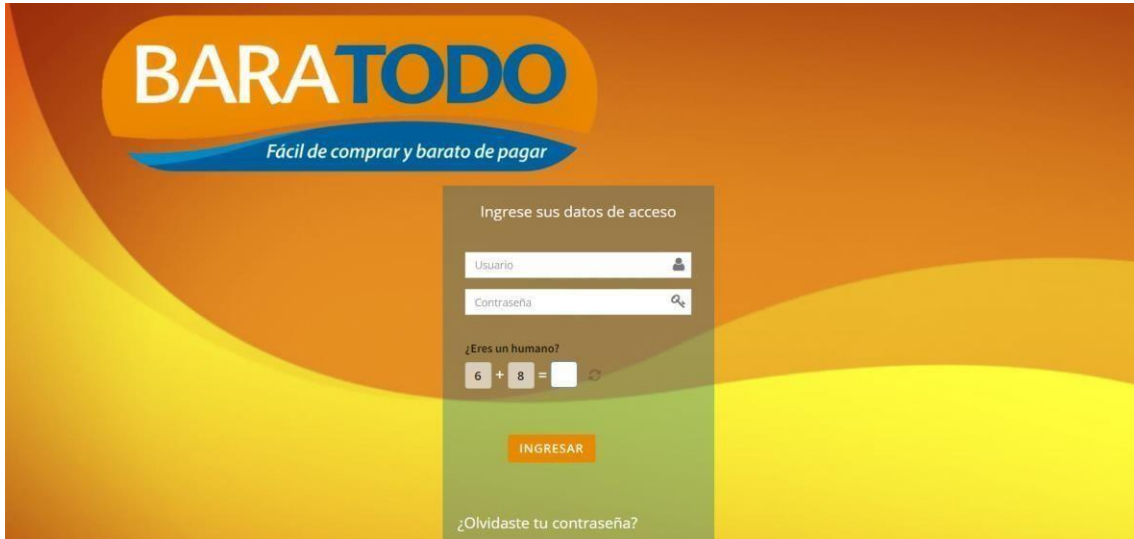 BARATODO
Fácil de comprar y barato de pagar
Ingrese sus datos de acceso
Usuario
Contraseña
¿Eres un humano?
6 + 8 =
INGRESAR
¿Olvidaste tu contraseña?